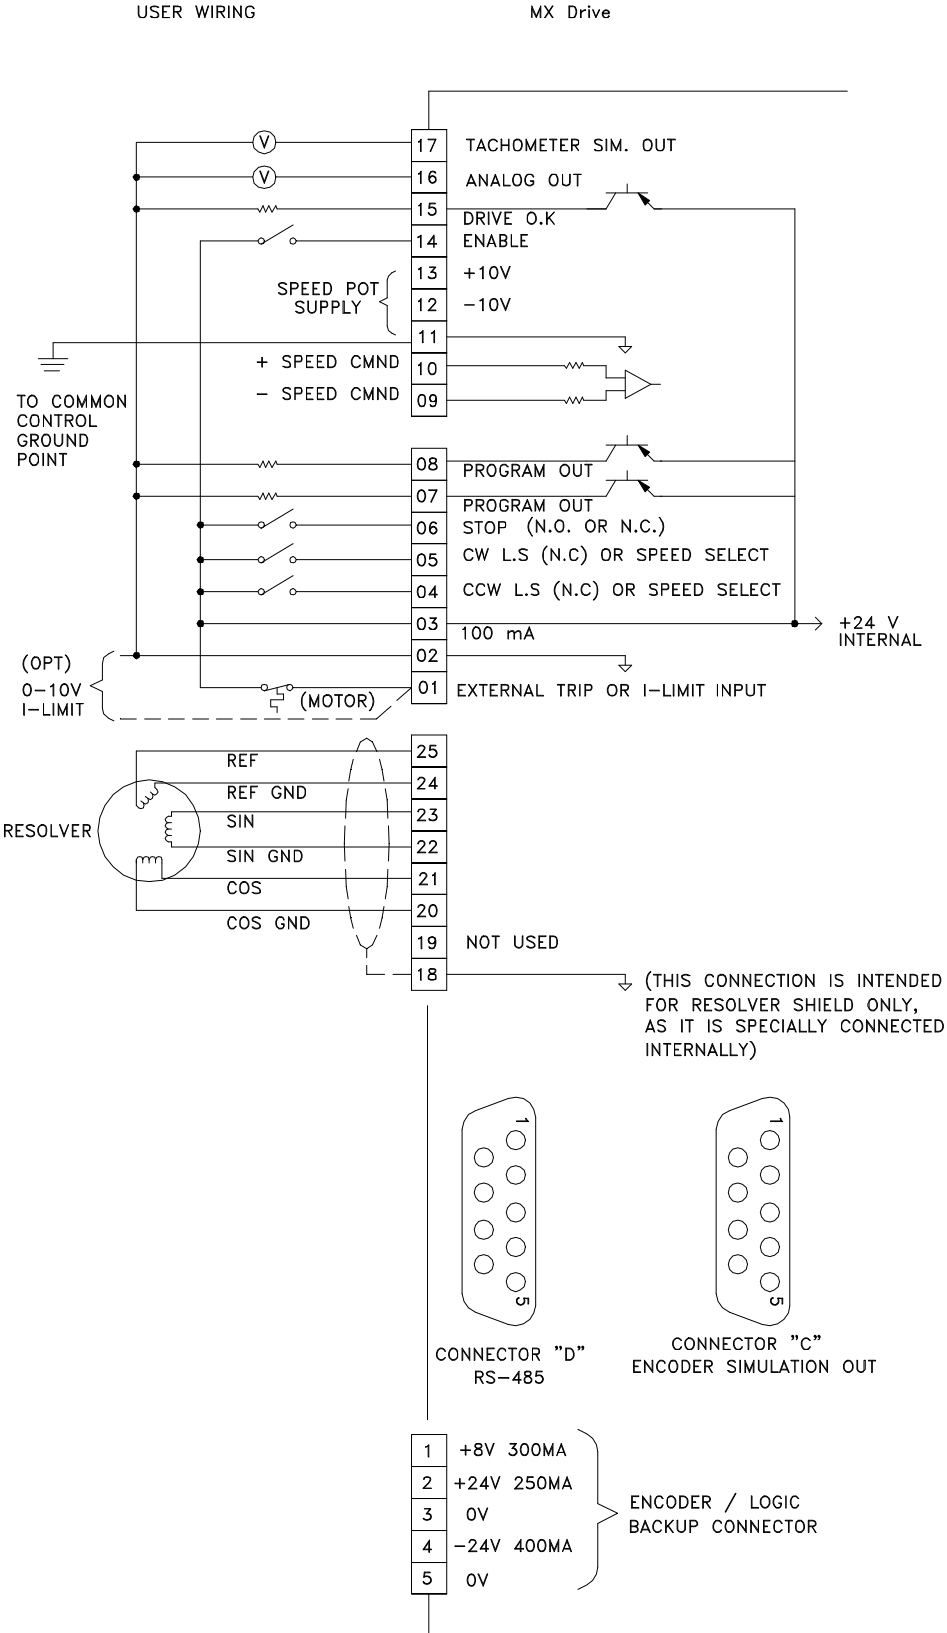 USER WIRING
MX Drive
V
17
TACHOMETER SIM. OUT
V
16
ANALOG OUT
15
DRIVE O.K
14
ENABLE
13
+10V
SPEED POT
SUPPLY
12
-10V
11
+ SPEED CMND
10
- SPEED CMND
09
TO COMMON
CONTROL
GROUND
POINT
08
PROGRAM OUT
07
PROGRAM OUT
06
STOP (N.O. OR N.C.)
05
CW L.S (N.C) OR SPEED SELECT
04
CCW L.S (N.C) OR SPEED SELECT
03
100 mA
+24 V
INTERNAL
02
(OPT)
0-10V
I-LIMIT
(MOTOR)
01
EXTERNAL TRIP OR I-LIMIT INPUT
25
REF
24
REF GND
23
SIN
RESOLVER
22
SIN GND
21
COS
20
COS GND
19
NOT USED
18
(THIS CONNECTION IS INTENDED
FOR RESOLVER SHIELD ONLY,
AS IT IS SPECIALLY CONNECTED
INTERNALLY)
1
5
1
5
CONNECTOR "D"
RS-485
CONNECTOR "C"
ENCODER SIMULATION OUT
1
+8V 300MA
2
+24V 250MA
3
0V
4
-24V 400MA
5
0V
ENCODER / LOGIC
BACKUP CONNECTOR